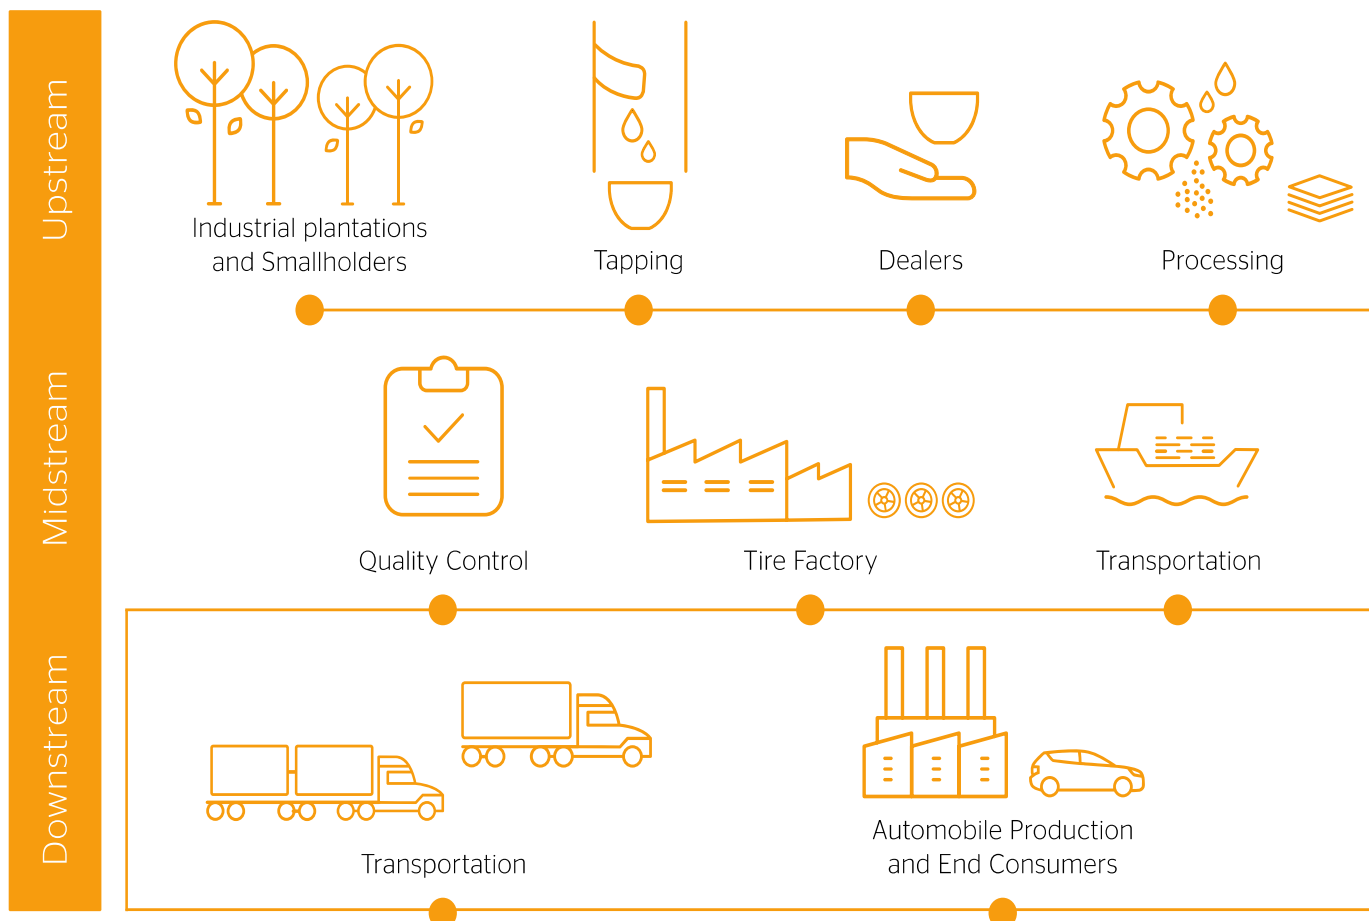 Upstream
Industrial plantations
and Smallholders
Tapping
Dealers
Processing
Midstream
Quality Control
Tire Factory
Transportation
Downstream
Transportation
Automobile Production
and End Consumers